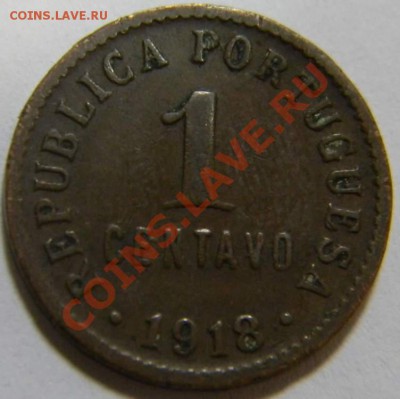 COINS.LAVE.RU
REPUBLICA PORTUGUESA
1
CENTAVO
· 1918 ·
COINS.LAVE.RU